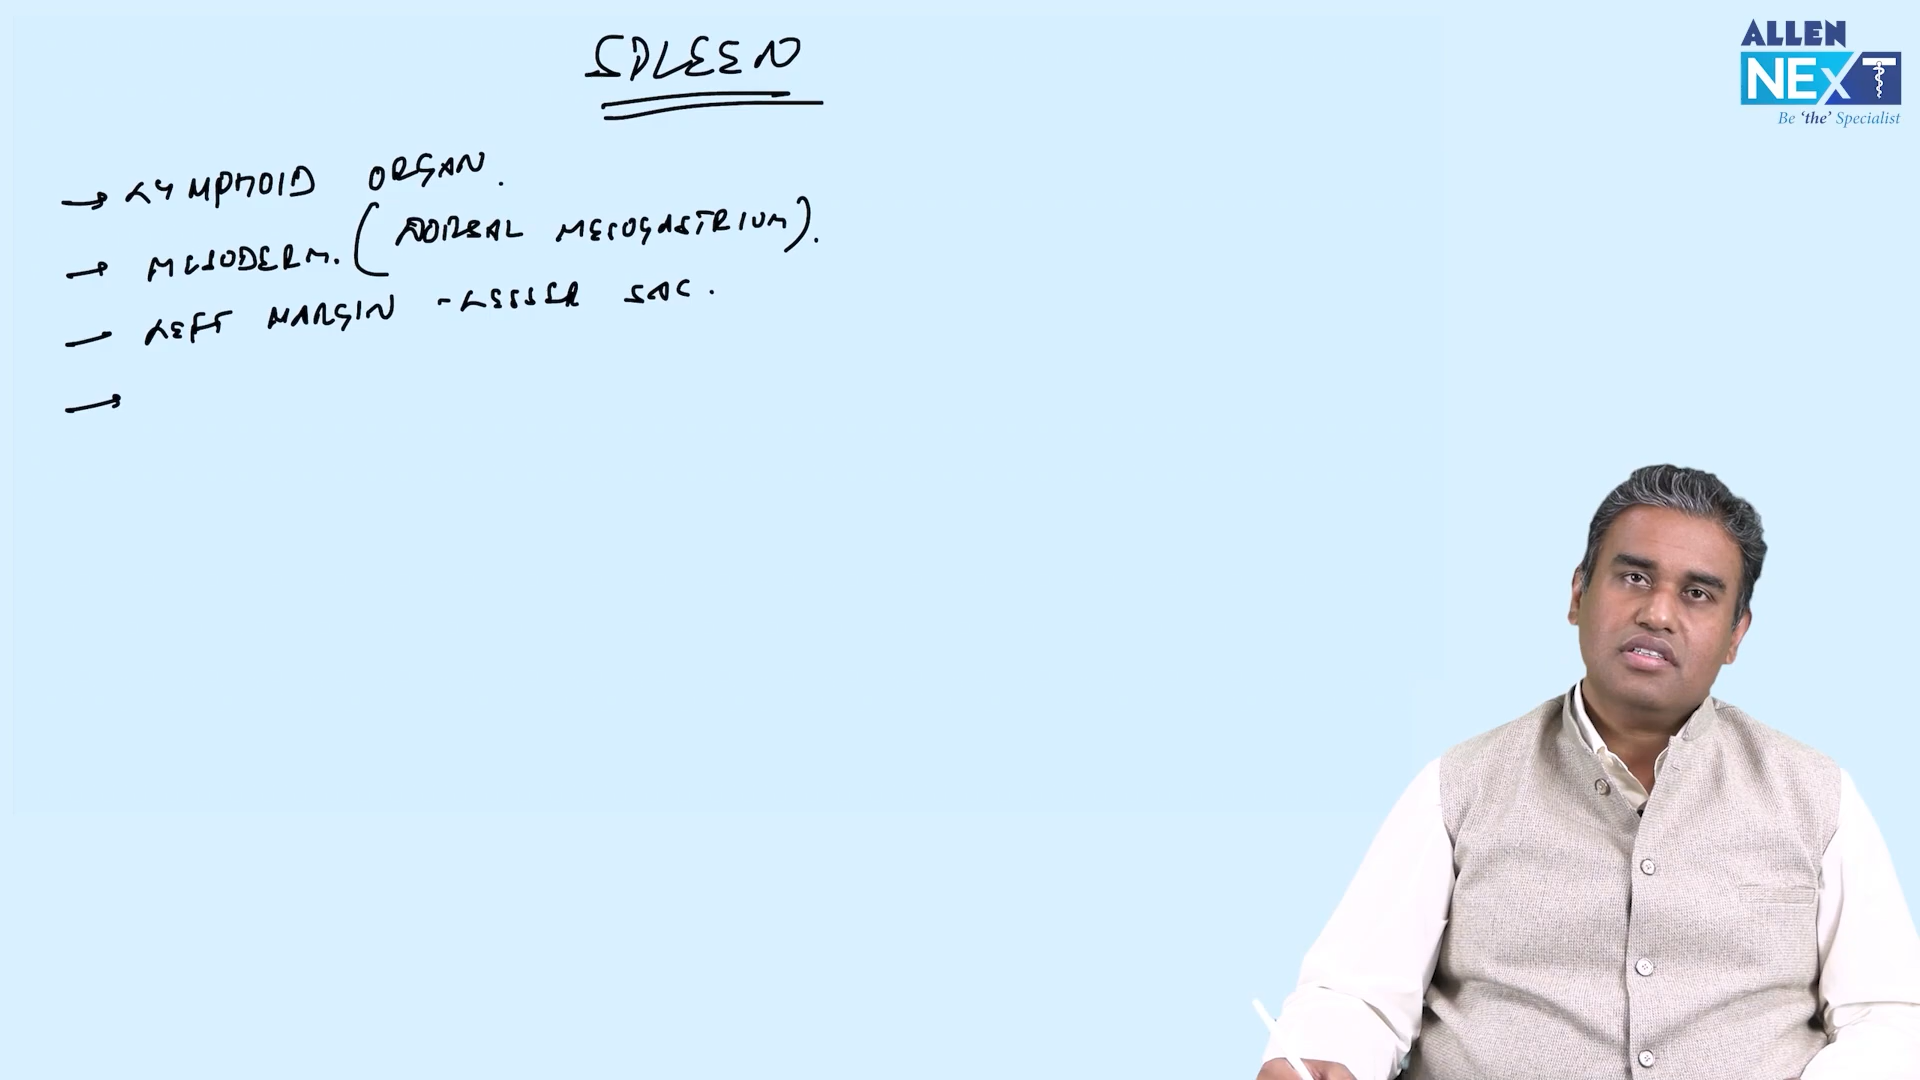 SPLEEN
→ LYMPHOID ORGAN.
→ MESODERM. (DORSAL MESOGASTRIUM).
— LEFT MARGIN - LESSER SAC.
→
ALLEN
NExT
Be 'the' Specialist